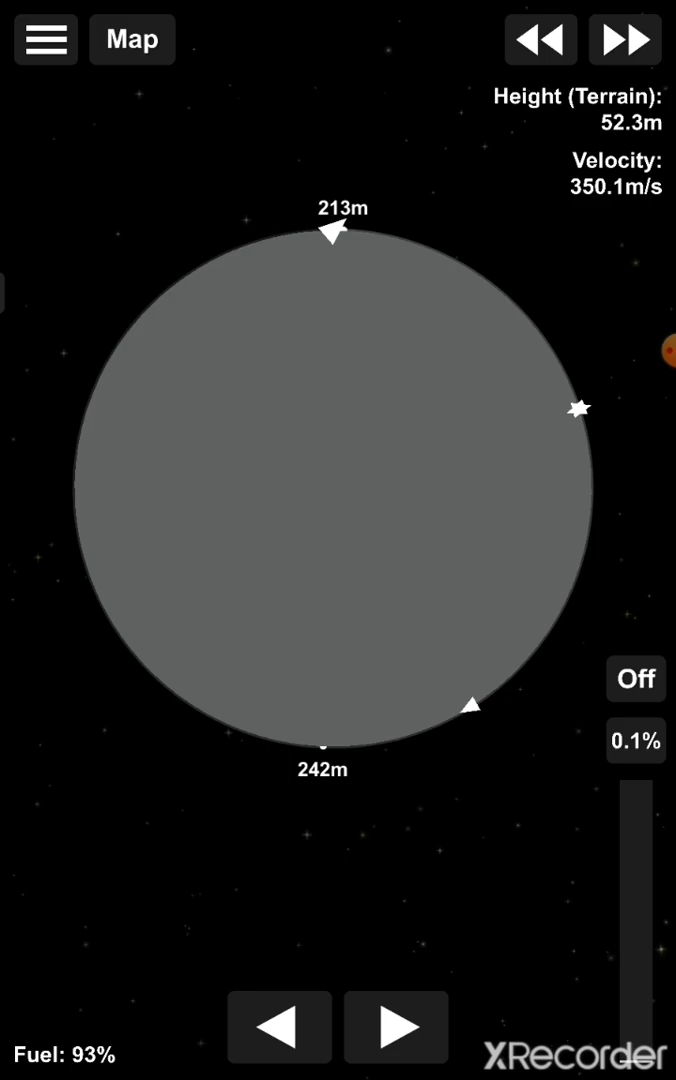 Map
Height (Terrain):
52.3m
Velocity:
350.1m/s
213m
Off
0.1%
242m
Fuel: 93%
XRecorder